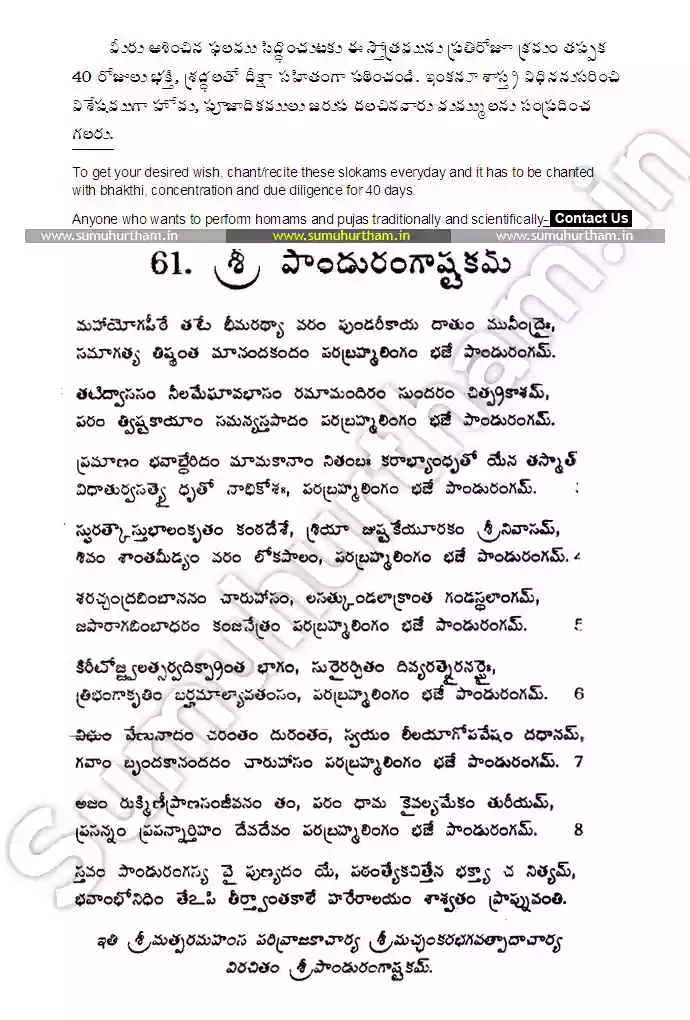 మీరు ఆశించిన ఫలము సిద్ధించుటకు ఈ స్తోత్రమును ప్రతిరోజూ క్రమం తప్పక
40 రోజులు భక్తి, శ్రద్ధలతో దీక్షా సహితంగా పఠించండి. ఇంకనూ శాస్త్ర విధిననుసరించి
విశేషముగా హోమ, పూజాదికములు జరుప దలచినవారు మమ్ములను సంప్రదించ
గలరు.
To get your desired wish, chant/recite these slokams everyday and it has to be chanted
with bhakthi, concentration and due diligence for 40 days.
Anyone who wants to perform homams and pujas traditionally and scientifically- Contact Us
www.sumuhurtham.in www.sumuhurtham.in www.sumuhurtham.in
61. శ్రీ పాండురంగాష్టకమ్
మహాయోగపీఠే తటే భీమరథ్యా వరం పుండరీకాయ దాతుం మునీంద్రైః,
సమాగత్య తిష్ఠంత మానందకందం పరబ్రహ్మలింగం భజే పాండురంగమ్.
తటిద్వాససం నీలమేఘావభాసం రమామందిరం సుందరం చిత్ప్రకాశమ్,
పరం త్విష్టకాయాం సమన్యస్తపాదం పరబ్రహ్మలింగం భజే పాండురంగమ్.
ప్రమాణం భవాబ్ధేరిదం మామకానాం నితంబః కరాభ్యాంధృతో యేన తస్మాత్
విధాతుర్వసత్యై ధృతో నాభికోశః, పరబ్రహ్మలింగం భజే పాండురంగమ్.
స్ఫురత్కౌస్తుభాలంకృతం కంఠదేశే, శ్రియా జుష్టకేయూరకం శ్రీనివాసమ్,
శివం శాంతమీడ్యం వరం లోకపాలం, పరబ్రహ్మలింగం భజే పాండురంగమ్. 4
శరచ్చంద్రబింబాననం చారుహాసం, లసత్కుండలాక్రాంత గండస్థలాంగమ్,
జపారాగబింబాధరం కంజనేత్రం పరబ్రహ్మలింగం భజే పాండురంగమ్. 5
కిరీటోజ్జ్వలత్సర్వదిక్ప్రాంత భాగం, సురైరర్చితం దివ్యరత్నైరనర్ఘైః,
త్రిభంగాకృతిం బర్హమాల్యావతంసం, పరబ్రహ్మలింగం భజే పాండురంగమ్. 6
విభుం వేణునాదం చరంతం దురంతం, స్వయం లీలయాగోపవేషం దధానమ్,
గవాం బృందకానందదం చారుహాసం పరబ్రహ్మలింగం భజే పాండురంగమ్. 7
అజం రుక్మిణీప్రాణసంజీవనం తం, పరం ధామ కైవల్యమేకం తురీయమ్,
ప్రసన్నం ప్రపన్నార్తిహం దేవదేవం పరబ్రహ్మలింగం భజే పాండురంగమ్. 8
స్తవం పాండురంగస్య వై పుణ్యదం యే, పఠంత్యేకచిత్తేన భక్త్యా చ నిత్యమ్,
భవాంభోనిధిం తేఽపి తీర్త్వాంతకాలే హరేరాలయం శాశ్వతం ప్రాప్నువంతి.
ఇతి శ్రీమత్పరమహంస పరివ్రాజకాచార్య శ్రీమచ్ఛంకరభగవత్పాదాచార్య
విరచితం శ్రీపాండురంగాష్టకమ్.
Sumuhurtham.in